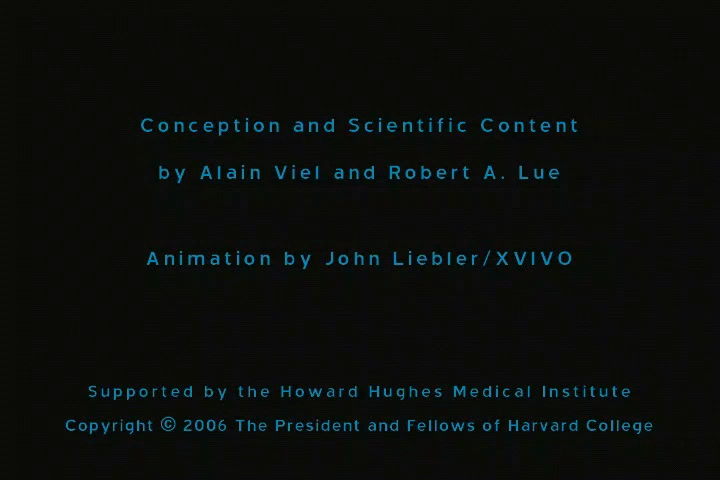 Conception and Scientific Content
by Alain Viel and Robert A. Lue
Animation by John Liebler/XVIVO
Supported by the Howard Hughes Medical Institute
Copyright © 2006 The President and Fellows of Harvard College